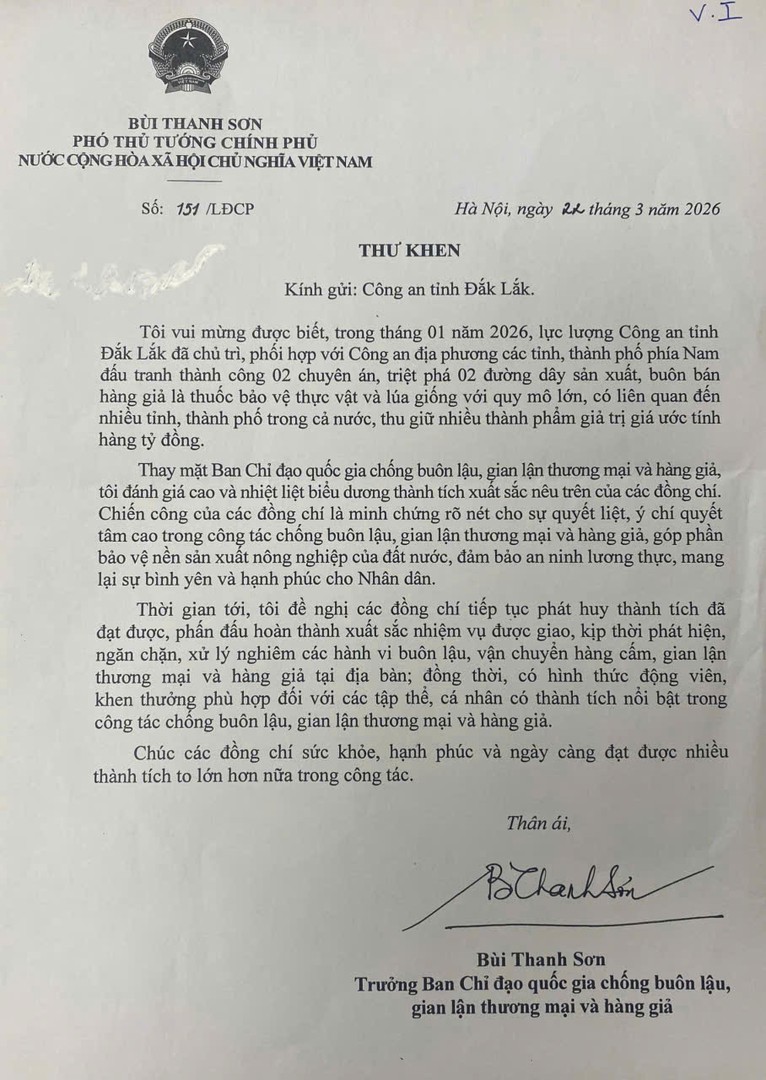 V.I
BÙI THANH SƠN
PHÓ THỦ TƯỚNG CHÍNH PHỦ
NƯỚC CỘNG HÒA XÃ HỘI CHỦ NGHĨA VIỆT NAM
Số: 151 /LĐCP
Hà Nội, ngày 22 tháng 3 năm 2026
THƯ KHEN
Kính gửi: Công an tỉnh Đắk Lắk.
Tôi vui mừng được biết, trong tháng 01 năm 2026, lực lượng Công an tỉnh
Đắk Lắk đã chủ trì, phối hợp với Công an địa phương các tỉnh, thành phố phía Nam
đấu tranh thành công 02 chuyên án, triệt phá 02 đường dây sản xuất, buôn bán
hàng giả là thuốc bảo vệ thực vật và lúa giống với quy mô lớn, có liên quan đến
nhiều tỉnh, thành phố trong cả nước, thu giữ nhiều thành phẩm giả trị giá ước tính
hàng tỷ đồng.
Thay mặt Ban Chỉ đạo quốc gia chống buôn lậu, gian lận thương mại và hàng giả,
tôi đánh giá cao và nhiệt liệt biểu dương thành tích xuất sắc nêu trên của các đồng chí.
Chiến công của các đồng chí là minh chứng rõ nét cho sự quyết liệt, ý chí quyết
tâm cao trong công tác chống buôn lậu, gian lận thương mại và hàng giả, góp phần
bảo vệ nền sản xuất nông nghiệp của đất nước, đảm bảo an ninh lương thực, mang
lại sự bình yên và hạnh phúc cho Nhân dân.
Thời gian tới, tôi đề nghị các đồng chí tiếp tục phát huy thành tích đã
đạt được, phấn đấu hoàn thành xuất sắc nhiệm vụ được giao, kịp thời phát hiện,
ngăn chặn, xử lý nghiêm các hành vi buôn lậu, vận chuyển hàng cấm, gian lận
thương mại và hàng giả tại địa bàn; đồng thời, có hình thức động viên,
khen thưởng phù hợp đối với các tập thể, cá nhân có thành tích nổi bật trong
công tác chống buôn lậu, gian lận thương mại và hàng giả.
Chúc các đồng chí sức khỏe, hạnh phúc và ngày càng đạt được nhiều
thành tích to lớn hơn nữa trong công tác.
Thân ái,
BThanhSơn
Bùi Thanh Sơn
Trưởng Ban Chỉ đạo quốc gia chống buôn lậu,
gian lận thương mại và hàng giả